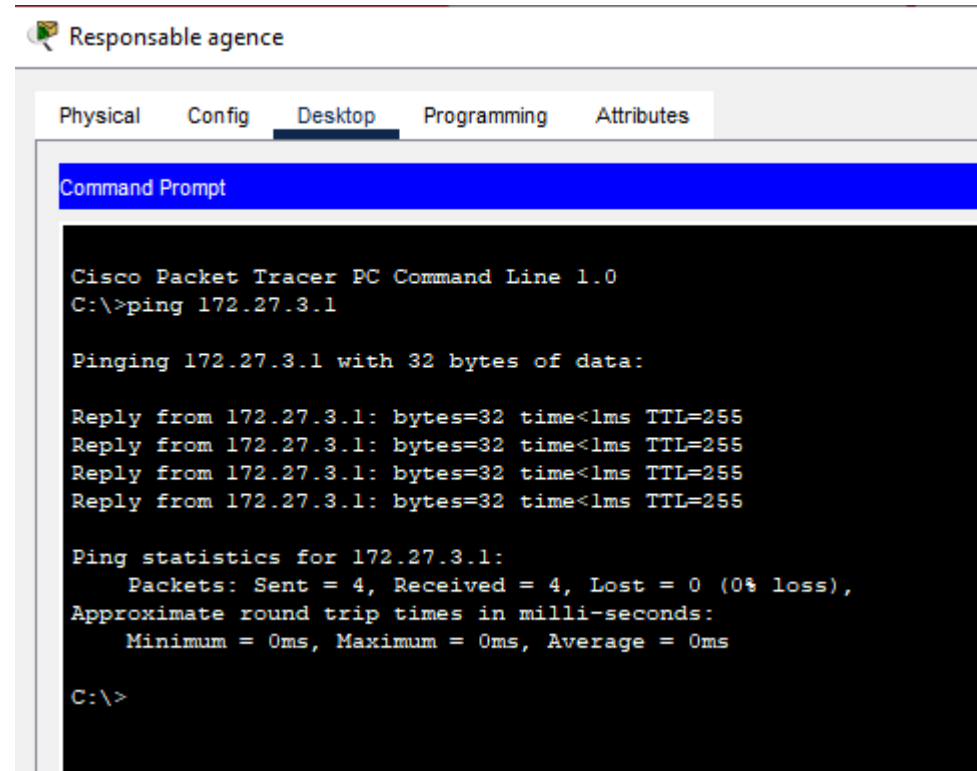 Responsable agence
Physical Config Desktop Programming Attributes
Command Prompt
Cisco Packet Tracer PC Command Line 1.0
C:\>ping 172.27.3.1
Pinging 172.27.3.1 with 32 bytes of data:
Reply from 172.27.3.1: bytes=32 time<1ms TTL=255
Reply from 172.27.3.1: bytes=32 time<1ms TTL=255
Reply from 172.27.3.1: bytes=32 time<1ms TTL=255
Reply from 172.27.3.1: bytes=32 time<1ms TTL=255
Ping statistics for 172.27.3.1:
Packets: Sent = 4, Received = 4, Lost = 0 (0% loss),
Approximate round trip times in milli-seconds:
Minimum = 0ms, Maximum = 0ms, Average = 0ms
C:\>